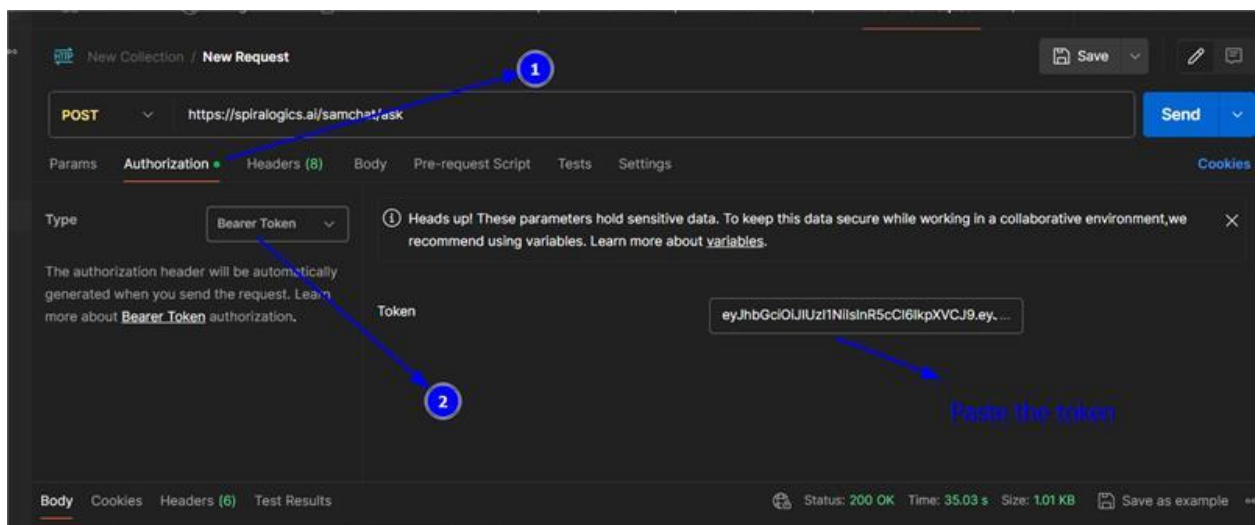 HTTP New Collection / New Request
Save
1
POST https://spiralogics.ai/samchat/ask
Send
Params Authorization Headers (8) Body Pre-request Script Tests Settings Cookies
Type Bearer Token
Heads up! These parameters hold sensitive data. To keep this data secure while working in a collaborative environment,we
recommend using variables. Learn more about variables.
The authorization header will be automatically
generated when you send the request. Learn
more about Bearer Token authorization.
Token
eyJhbGciOiJIUzI1NiIsInR5cCI6IkpXVCJ9.ey. ...
2
Paste the token
Body Cookies Headers (6) Test Results
Status: 200 OK Time: 35.03 s Size: 1.01 KB Save as example